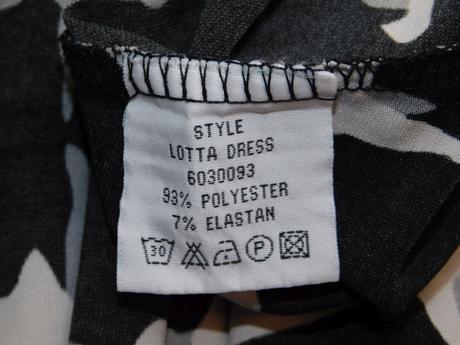 STYLE
LOTTA DRESS
6030093
93% POLYESTER
7% ELASTAN
30 P